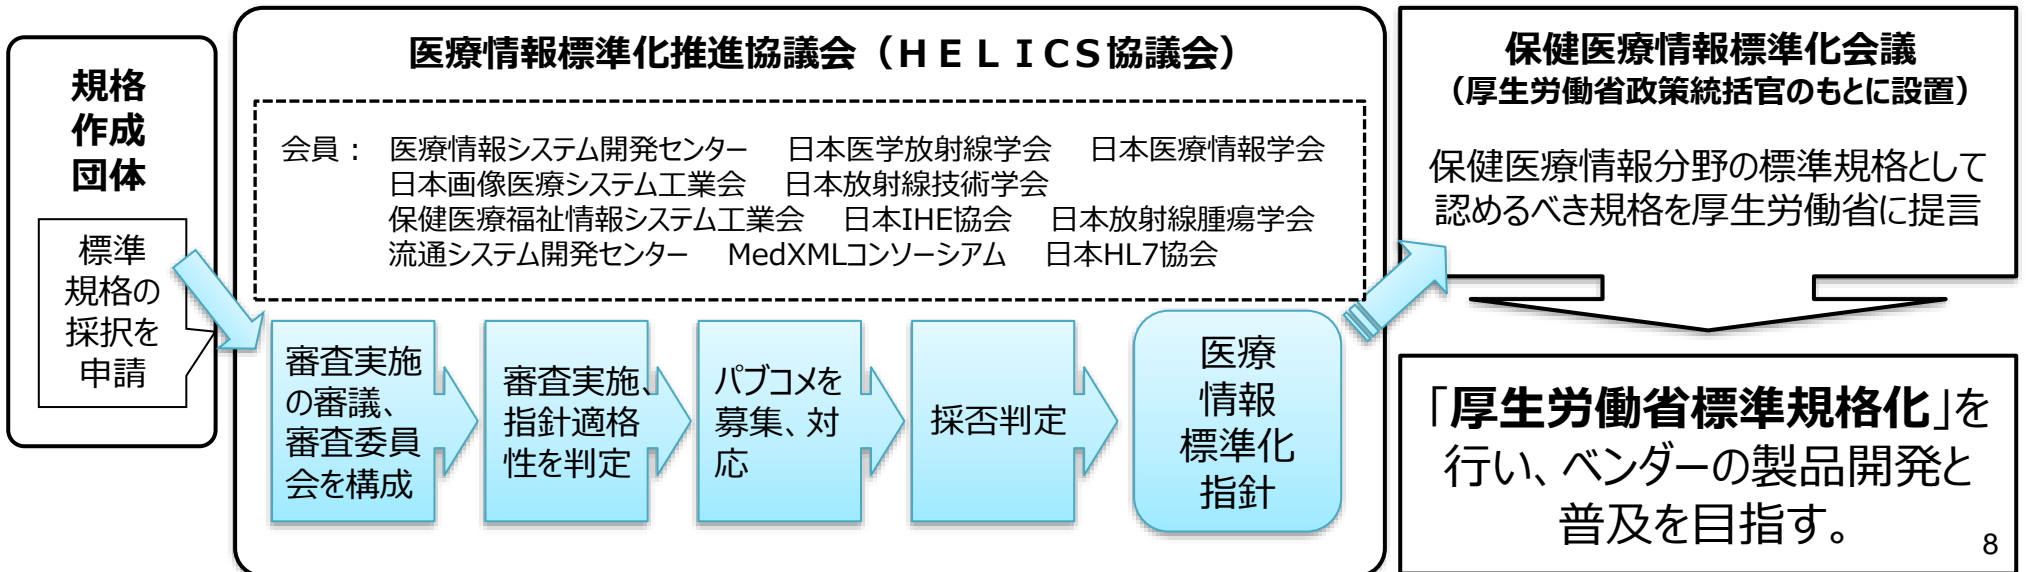 規格
作成
団体
標準
規格の
採択を
申請
医療情報標準化推進協議会（ＨＥＬＩＣＳ協議会）
会員： 医療情報システム開発センター 日本医学放射線学会 日本医療情報学会
日本画像医療システム工業会 日本放射線技術学会
保健医療福祉情報システム工業会 日本IHE協会 日本放射線腫瘍学会
流通システム開発センター MedXMLコンソーシアム 日本HL7協会
審査実施
の審議、
審査委員
会を構成
審査実施、
指針適格
性を判定
パブコメを
募集、対
応
採否判定
医療
情報
標準化
指針
保健医療情報標準化会議
（厚生労働省政策統括官のもとに設置）
保健医療情報分野の標準規格として
認めるべき規格を厚生労働省に提言
「厚生労働省標準規格化」を
行い、ベンダーの製品開発と
普及を目指す。
8